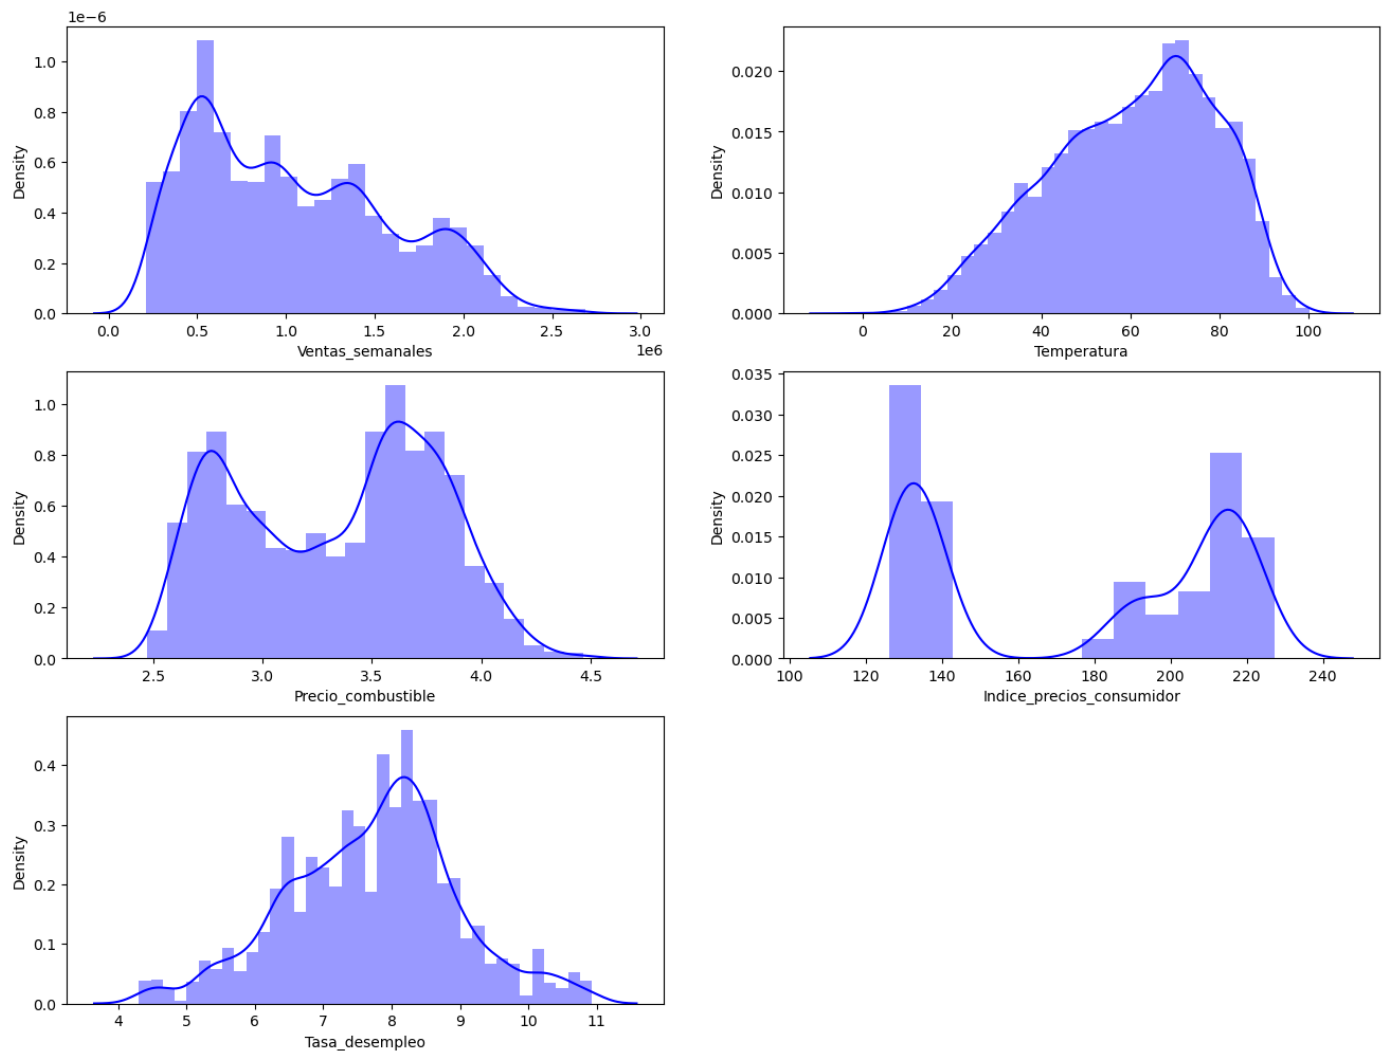 1e−6
Density
1.0
0.8
0.6
0.4
0.2
0.0
0.0 0.5 1.0 1.5 2.0 2.5 3.0
Ventas_semanales
1e6
Density
0.020
0.015
0.010
0.005
0.000
0 20 40 60 80 100
Temperatura
Density
1.0
0.8
0.6
0.4
0.2
0.0
2.5 3.0 3.5 4.0 4.5
Precio_combustible
Density
0.035
0.030
0.025
0.020
0.015
0.010
0.005
0.000
100 120 140 160 180 200 220 240
Indice_precios_consumidor
Density
0.4
0.3
0.2
0.1
0.0
4 5 6 7 8 9 10 11
Tasa_desempleo